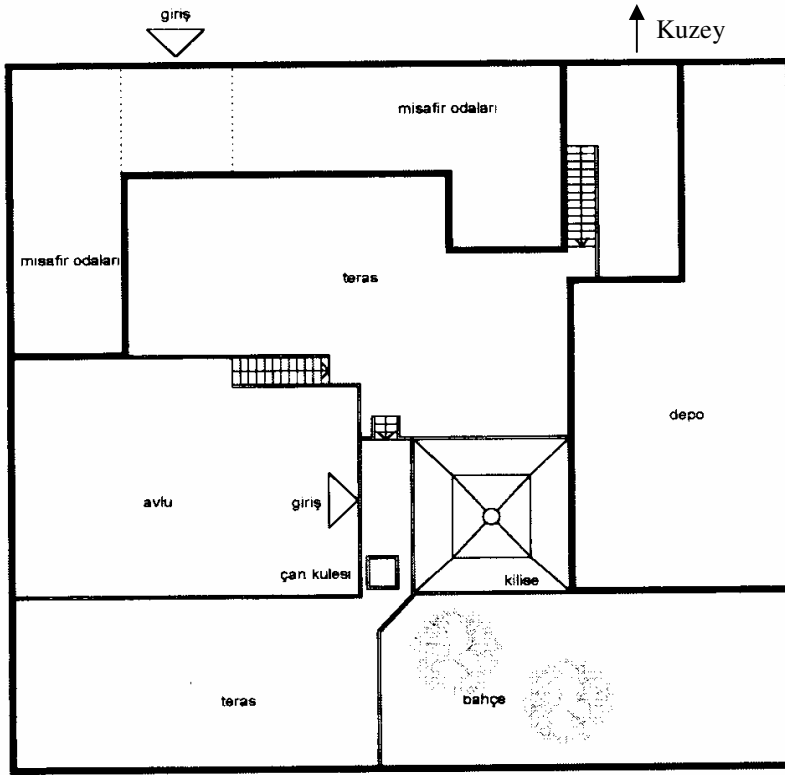 giriş
Kuzey
misafir odaları
misafir odaları
teras
depo
avlu
giriş
çan kulesi
kilise
teras
bahçe